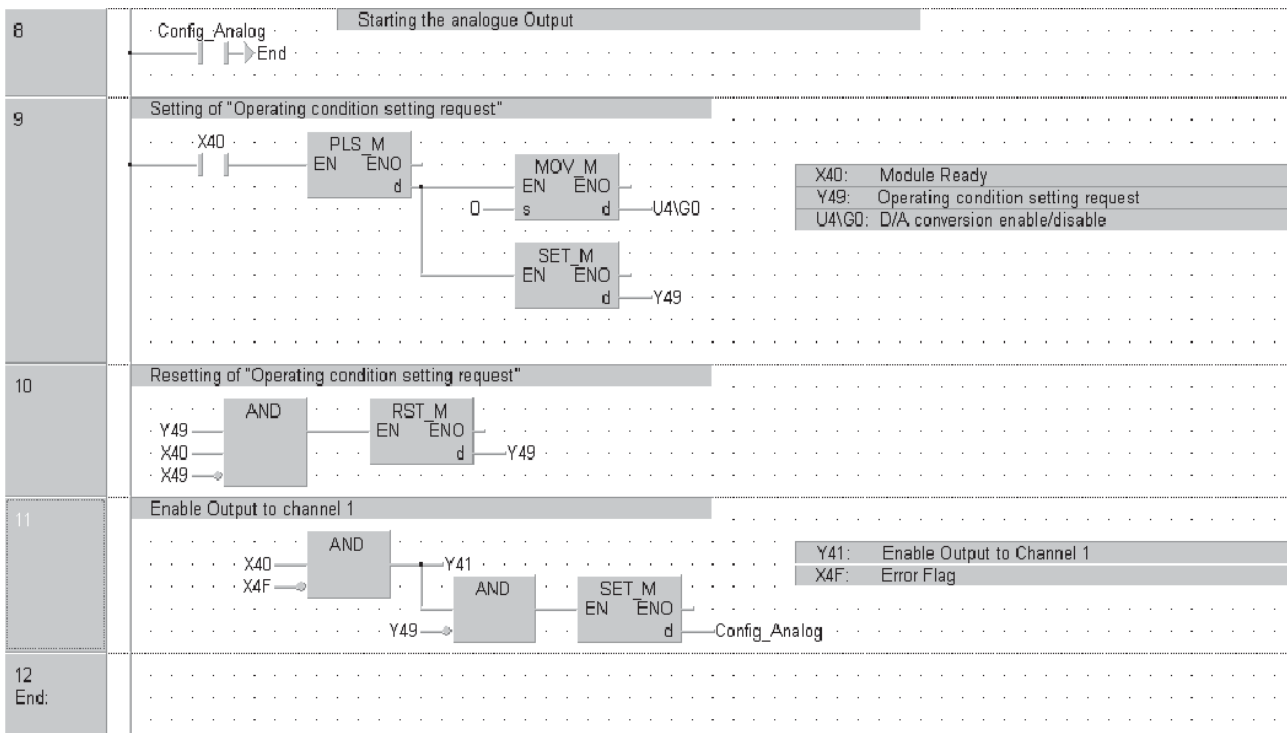 8
Starting the analogue Output
Config_Analog
End
9
Setting of "Operating condition setting request"
X40
PLS_M
EN ENO
d
MOV_M
EN ENO
0 s d U4\G0
SET_M
EN ENO
d Y49
X40: Module Ready
Y49: Operating condition setting request
U4\G0: D/A conversion enable/disable
10
Resetting of "Operating condition setting request"
AND
Y49
X40
X49
RST_M
EN ENO
d Y49
11
Enable Output to channel 1
AND
X40
X4F
Y41
AND
Y49
SET_M
EN ENO
d Config_Analog
Y41: Enable Output to Channel 1
X4F: Error Flag
12
End: